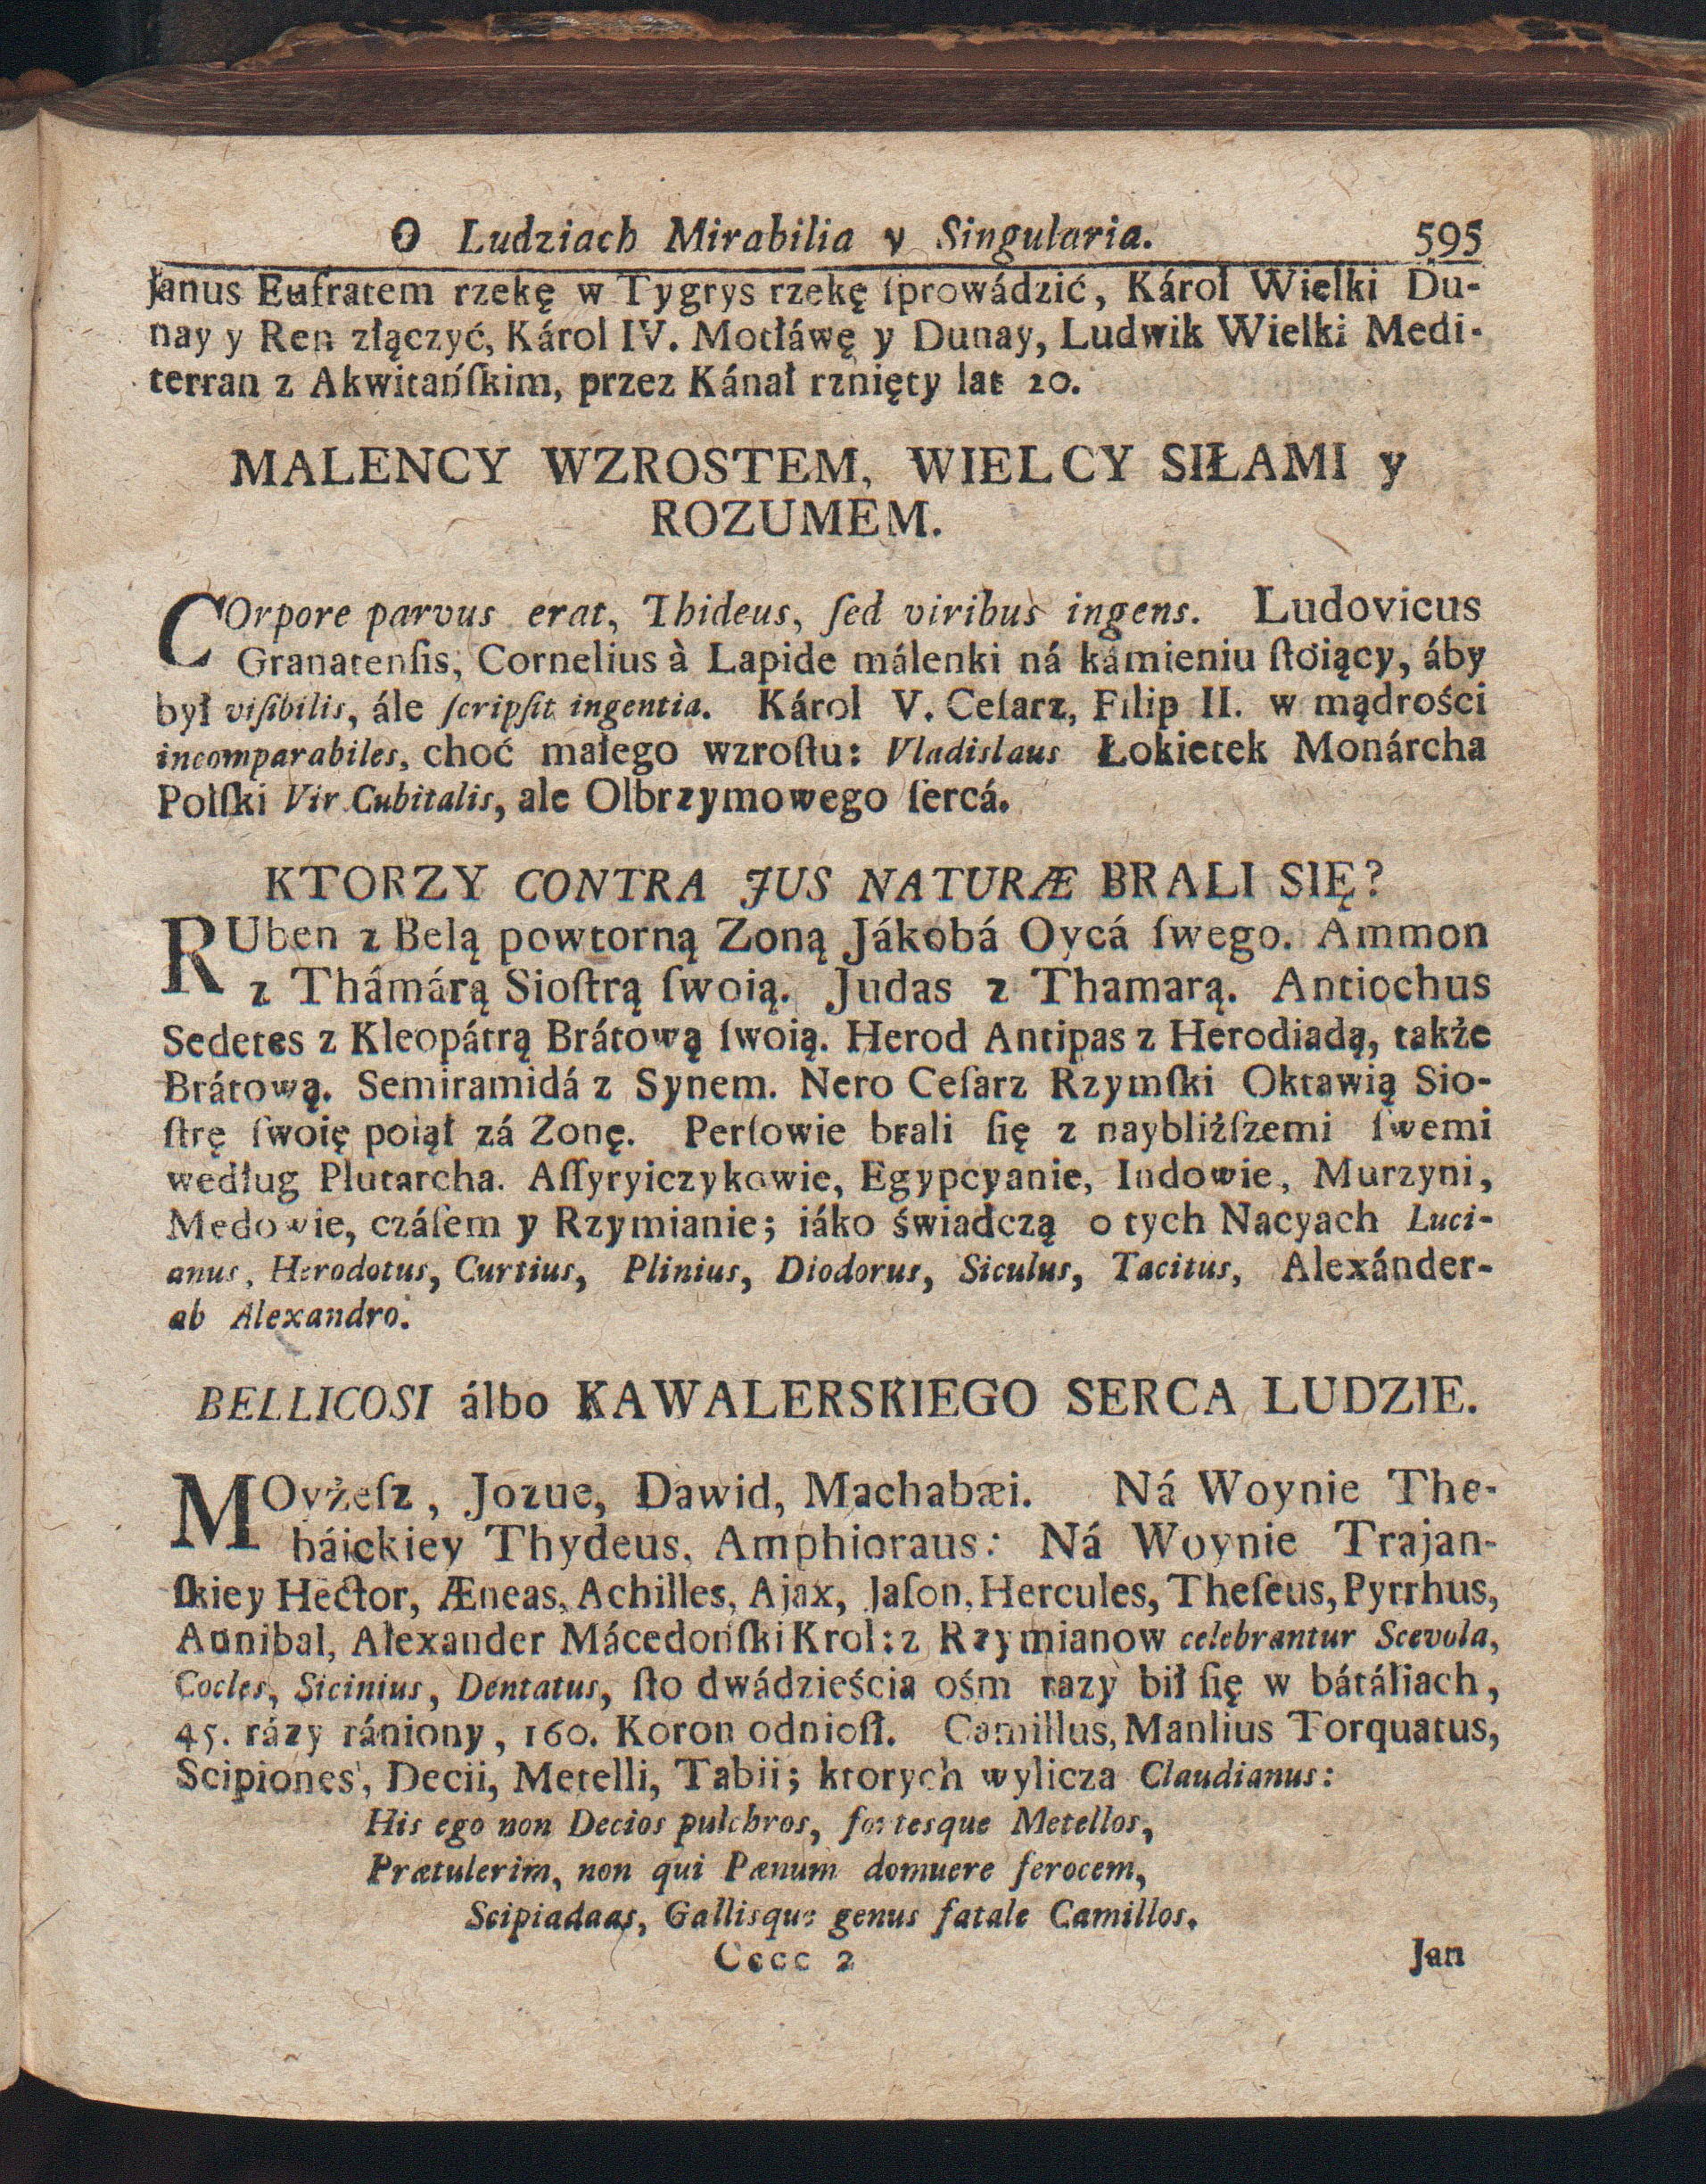 O Ludziach Mirabilia y Singularia. 595
janus Eufratem rzekę w Tygrys rzekę ſprowádzić, Károl Wielki Du-
nay y Ren złączyć, Károl IV. Motłáwę y Dunay, Ludwik Wielki Medi-
terran z Akwitańſkim, przez Kánał rznięty lat 20.
MALENCY WZROSTEM, WIELCY SIŁAMI y
ROZUMEM.
COrpore parvus erat, Thideus, ſed viribus ingens. Ludovicus
Granatenſis, Cornelius à Lapide málenki ná kámieniu ſtoiący, áby
był viſibilis, ále ſcripſit ingentia. Károl V. Ceſarz, Filip II. w mądrości
incomparabiles, choć małego wzroſtu: Vladislaus Łokietek Monárcha
Polſki Vir Cubitalis, ale Olbrzymowego ſercá.
KTORZY CONTRA JUS NATURÆ BRALI SIĘ?
RUben z Belą powtorną Zoną Jákobá Oycá ſwego. Ammon
z Thámárą Sioſtrą ſwoią. Judas z Thamarą. Antiochus
Sedetes z Kleopátrą Brátową ſwoią. Herod Antipas z Herodiadą, także
Brátową. Semiramidá z Synem. Nero Ceſarz Rzymſki Oktawią Sio-
ſtrę ſwoię poiął zá Zonę. Perſowie brali ſię z naybliżſzemi ſwemi
według Plutarcha. Aſſyryiczykowie, Egypcyanie, Indowie, Murzyni,
Medowie, czáſem y Rzymianie; iáko świadczą o tych Nacyach Luci-
anus, Herodotus, Curtius, Plinius, Diodorus, Siculus, Tacitus, Alexánder-
ab Alexandro.
BELLICOSI álbo KAWALERSKIEGO SERCA LUDZIE.
MOyżeſz, Jozue, Dawid, Machabæi. Ná Woynie The-
báickiey Thydeus, Amphioraus: Ná Woynie Trajan-
ſkiey Hector, Æneas, Achilles, Ajax, Jaſon, Hercules, Theſeus, Pyrrhus,
Annibal, Alexander Mácedońſki Krol: z Rzymianow celebrantur Scevola,
Cocles, Sicinius, Dentatus, ſto dwádzieścia ośm razy bił ſię w bátáliach,
45. rázy rániony, 160. Koron odnioſł. Camillus, Manlius Torquatus,
Scipiones, Decii, Metelli, Tabii; ktorych wylicza Claudianus:
His ego non Decios pulchros, fortesque Metellos,
Prætulerim, non qui Pænum domuere ferocem,
Scipiadaas, Gallisque genus fatale Camillos.
Cccc 2 Jan